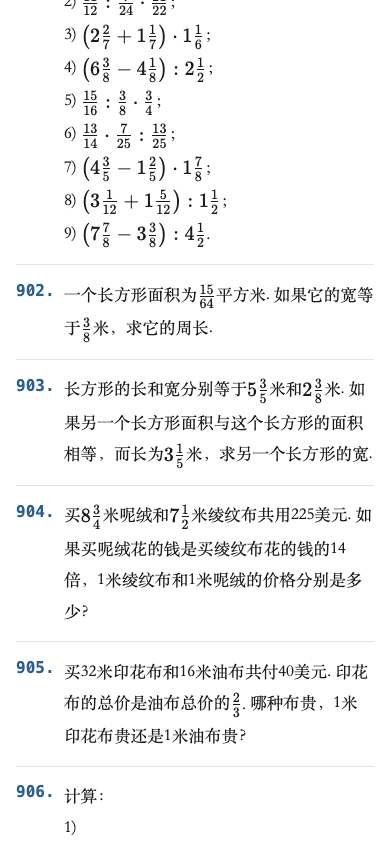 2) 12 : 24 · 22 ;
3) (2 2/7 + 1 1/7) · 1 1/6 ;
4) (6 3/8 − 4 1/8) : 2 1/2 ;
5) 15/16 : 3/8 · 3/4 ;
6) 13/14 · 7/25 : 13/25 ;
7) (4 3/5 − 1 2/5) · 1 7/8 ;
8) (3 1/12 + 1 5/12) : 1 1/2 ;
9) (7 7/8 − 3 3/8) : 4 1/2.
902. 一个长方形面积为15/64平方米. 如果它的宽等
于3/8米，求它的周长.
903. 长方形的长和宽分别等于5 3/5米和2 3/8米. 如
果另一个长方形面积与这个长方形的面积
相等，而长为3 1/5米，求另一个长方形的宽.
904. 买8 3/4米呢绒和7 1/2米绫纹布共用225美元. 如
果买呢绒花的钱是买绫纹布花的钱的14
倍，1米绫纹布和1米呢绒的价格分别是多
少?
905. 买32米印花布和16米油布共付40美元. 印花
布的总价是油布总价的2/3. 哪种布贵，1米
印花布贵还是1米油布贵?
906. 计算:
1)